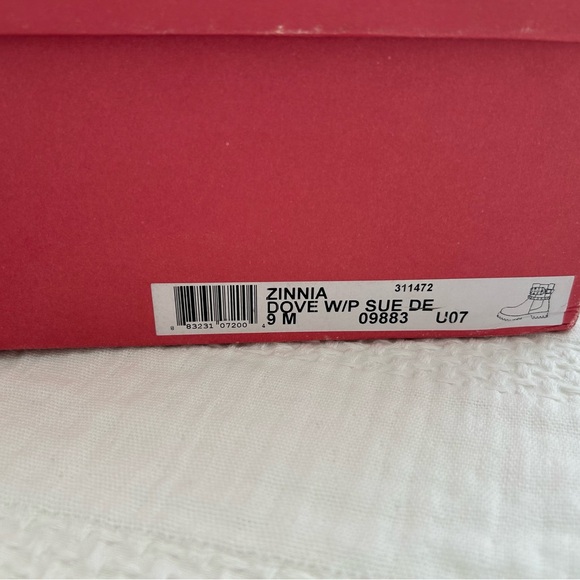 ZINNIA 311472
DOVE W/P SUE DE
9 M 09883 U07
8 83231 07200 4